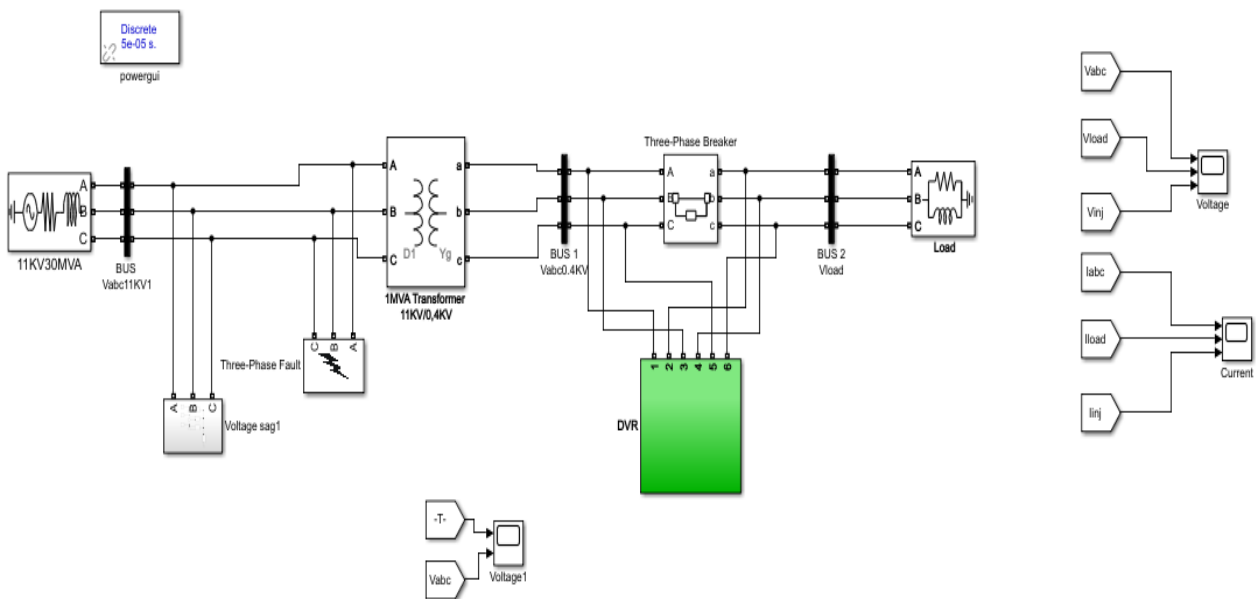 Discrete
5e-05 s.
powergui
11KV30MVA
A
B
C
BUS
Vabc11KV1
A
B
C
Voltage sag1
C
B
A
Three-Phase Fault
A
B
C
D1
Yg
a
b
c
1MVA Transformer
11KV/0,4KV
BUS 1
Vabc0.4KV
Three-Phase Breaker
A
B
C
a
b
c
BUS 2
Vload
A
B
C
Load
1
2
3
4
5
6
DVR
-T-
Vabc
Voltage1
Vabc
Vload
Vinj
Voltage
Iabc
Iload
Iinj
Current